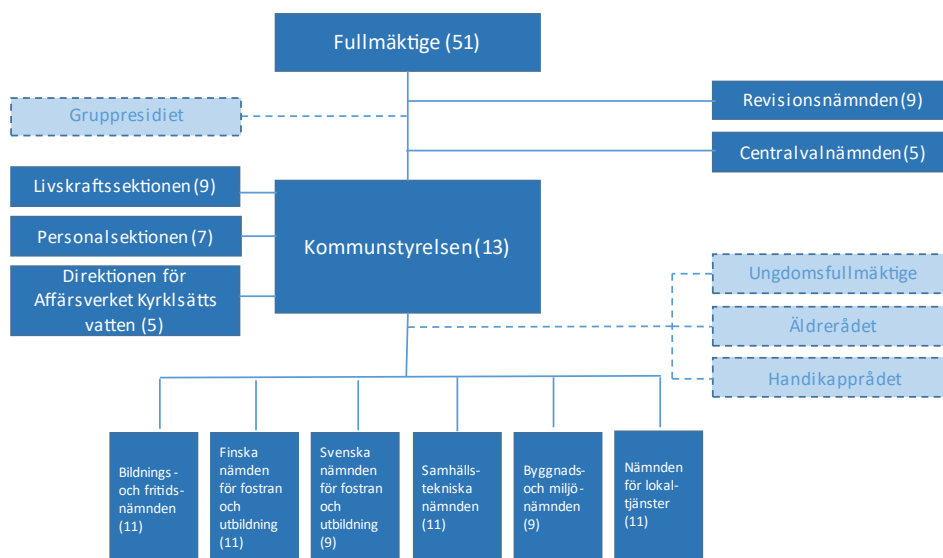 Fullmäktige (51)
Gruppresidiet
Revisionsnämnden (9)
Centralvalnämnden (5)
Livskraftssektionen (9)
Personalsektionen (7)
Direktionen för
Affärsverket Kyrklsätts
vatten (5)
Kommunstyrelsen (13)
Ungdomsfullmäktige
Äldrerådet
Handikapprådet
Bildnings-
och fritids-
nämnden
(11)
Finska
nämden
för fostran
och
utbildning
(11)
Svenska
nämnden för
fostran och
utbildning
(9)
Samhälls-
tekniska
nämnden
(11)
Byggnads-
och miljö-
nämnden
(9)
Nämnden
för lokal-
tjänster
(11)